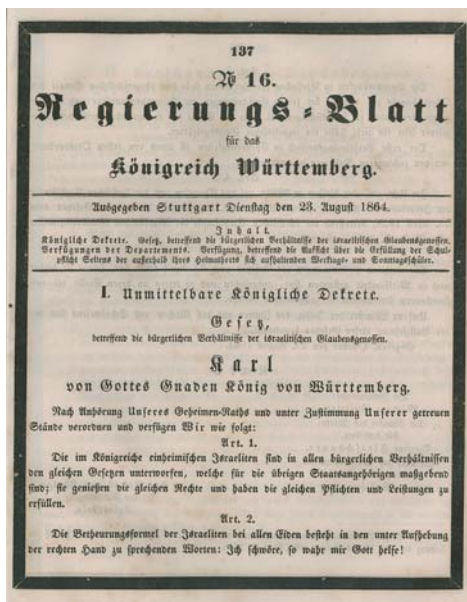 137
№ 16.
Regierungs-Blatt
für das
Königreich Württemberg.
Ausgegeben Stuttgart Dienstag den 23. August 1864.
Inhalt.
Königliche Dekrete. Gesetz, betreffend die bürgerlichen Verhältnisse der israelitischen Glaubensgenossen.
Verfügungen der Departements. Verfügung, betreffend die Aufsicht über die Erfüllung der Schul-
pflicht Seitens der außerhalb ihres Heimathorts sich aufhaltenden Werktags- und Sonntagsschüler.
I. Unmittelbare Königliche Dekrete.
Gesetz,
betreffend die bürgerlichen Verhältnisse der israelitischen Glaubensgenossen.
Karl
von Gottes Gnaden König von Württemberg.
Nach Anhörung Unseres Geheimen-Raths und unter Zustimmung Unserer getreuen
Stände verordnen und verfügen Wir wie folgt:
Art. 1.
Die im Königreiche einheimischen Israeliten sind in allen bürgerlichen Verhältnissen
den gleichen Gesetzen unterworfen, welche für die übrigen Staatsangehörigen maßgebend
sind; sie genießen die gleichen Rechte und haben die gleichen Pflichten und Leistungen zu
erfüllen.
Art. 2.
Die Betheurungsformel der Israeliten bei allen Eiden besteht in den unter Aufhebung
der rechten Hand zu sprechenden Worten: Ich schwöre, so wahr mir Gott helfe!